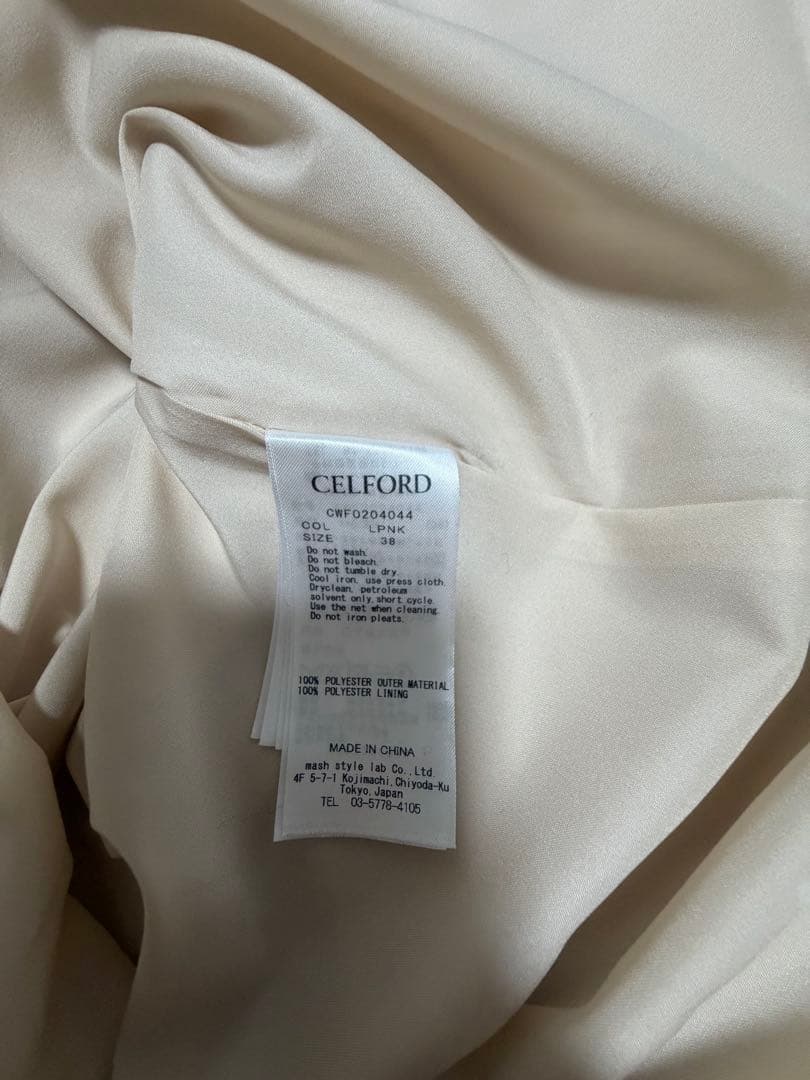 CELFORD
CWFO204044
COL LPNK
SIZE 38
Do not wash.
Do not bleach.
Do not tumble dry.
Cool iron, use press cloth.
Dryclean, petroleum
solvent only, short cycle.
Use the net when cleaning.
Do not iron pleats.
100% POLYESTER OUTER MATERIAL
100% POLYESTER LINING
MADE IN CHINA
mash style lab Co., Ltd.
4F 5-7-1 Kojimachi, Chiyoda-Ku
Tokyo, Japan
TEL 03-5778-4105